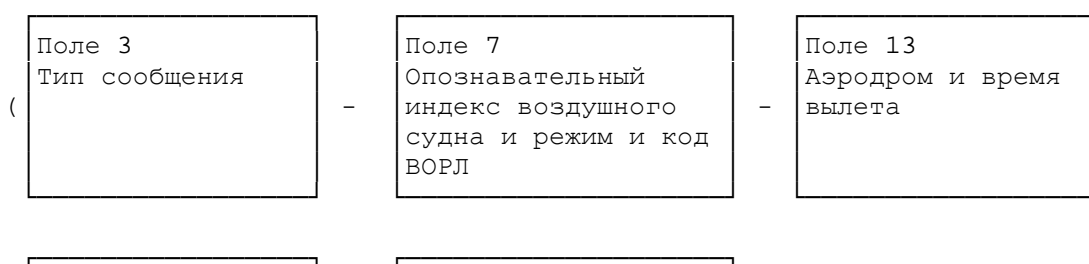 Поле 3 Поле 7 Поле 13
Тип сообщения Опознавательный Аэродром и время
( - индекс воздушного - вылета
судна и режим и код
ВОРЛ